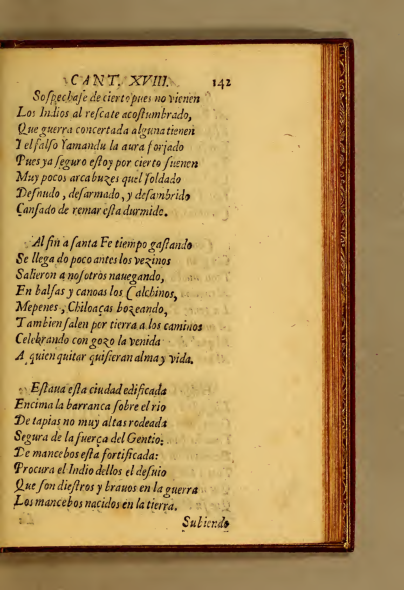 CANT. XVIII. 142
Soſpechaſe de cierto pues no vienen
Los Indios al reſcate acoſtumbrado,
Que guerra concertada alguna tienen
Y el falſo Yamandu la aura forjado
Pues ya ſeguro eſtoy por cierto ſuenen
Muy pocos arcabuzes quel ſoldado
Deſnudo, deſarmado, y deſambrido
Canſado de remar eſta durmido.
Al fin a ſanta Fe tiempo gaſtando
Se llega do poco antes los vezinos
Salieron a noſotros nauegando,
En balſas y canoas los Calchinos,
Mepenes, Chiloaças bozeando,
Tambien ſalen por tierra a los caminos
Celebrando con gozo la venida
A quien quitar quiſieran alma y vida.
Eſtaua eſta ciudad edificada
Encima la barranca ſobre el rio
De tapias no muy altas rodeada
Segura de la fuerça del Gentio:
De mancebos eſta fortificada:
Procura el Indio dellos el deſuio
Que ſon dieſtros y brauos en la guerra
Los mancebos nacidos en la tierra.
Subiendo